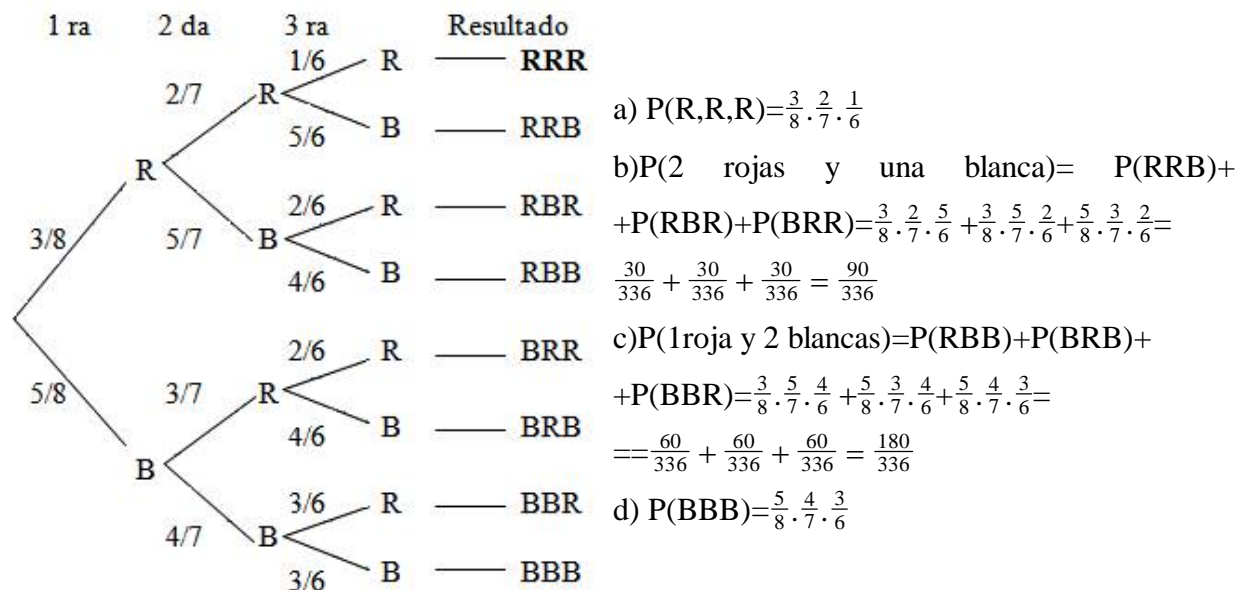 1 ra 2 da 3 ra Resultado
1/6 R RRR
2/7 R
5/6 B RRB
R
2/6 R RBR
3/8 5/7 B
4/6 B RBB
2/6 R BRR
5/8 3/7 R
4/6 B BRB
B
3/6 R BBR
4/7 B
3/6 B BBB
a) P(R,R,R)=3/8.2/7.1/6
b)P(2 rojas y una blanca)= P(RRB)+
+P(RBR)+P(BRR)=3/8.2/7.5/6 +3/8.5/7.2/6+5/8.3/7.2/6=
30/336 + 30/336 + 30/336 = 90/336
c)P(1roja y 2 blancas)=P(RBB)+P(BRB)+
+P(BBR)=3/8.5/7.4/6 +5/8.3/7.4/6+5/8.4/7.3/6=
==60/336 + 60/336 + 60/336 = 180/336
d) P(BBB)=5/8.4/7.3/6